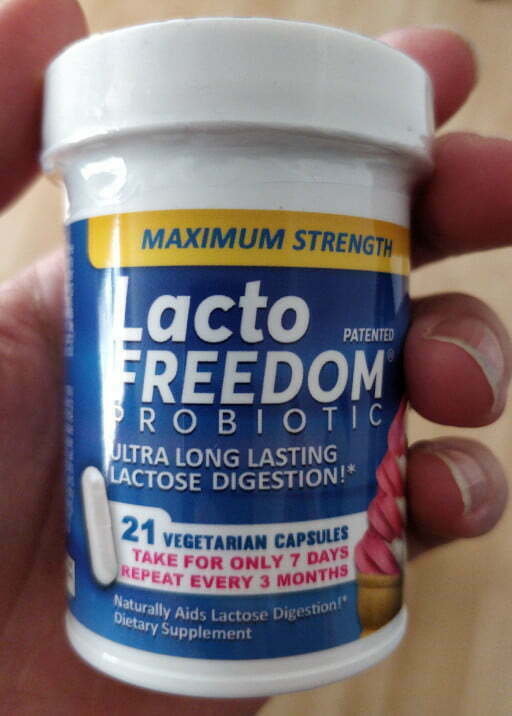 MAXIMUM STRENGTH
Lacto
PATENTED
FREEDOM®
PROBIOTIC
ULTRA LONG LASTING
LACTOSE DIGESTION!*
21 VEGETARIAN CAPSULES
TAKE FOR ONLY 7 DAYS
REPEAT EVERY 3 MONTHS
Naturally Aids Lactose Digestion!*
Dietary Supplement